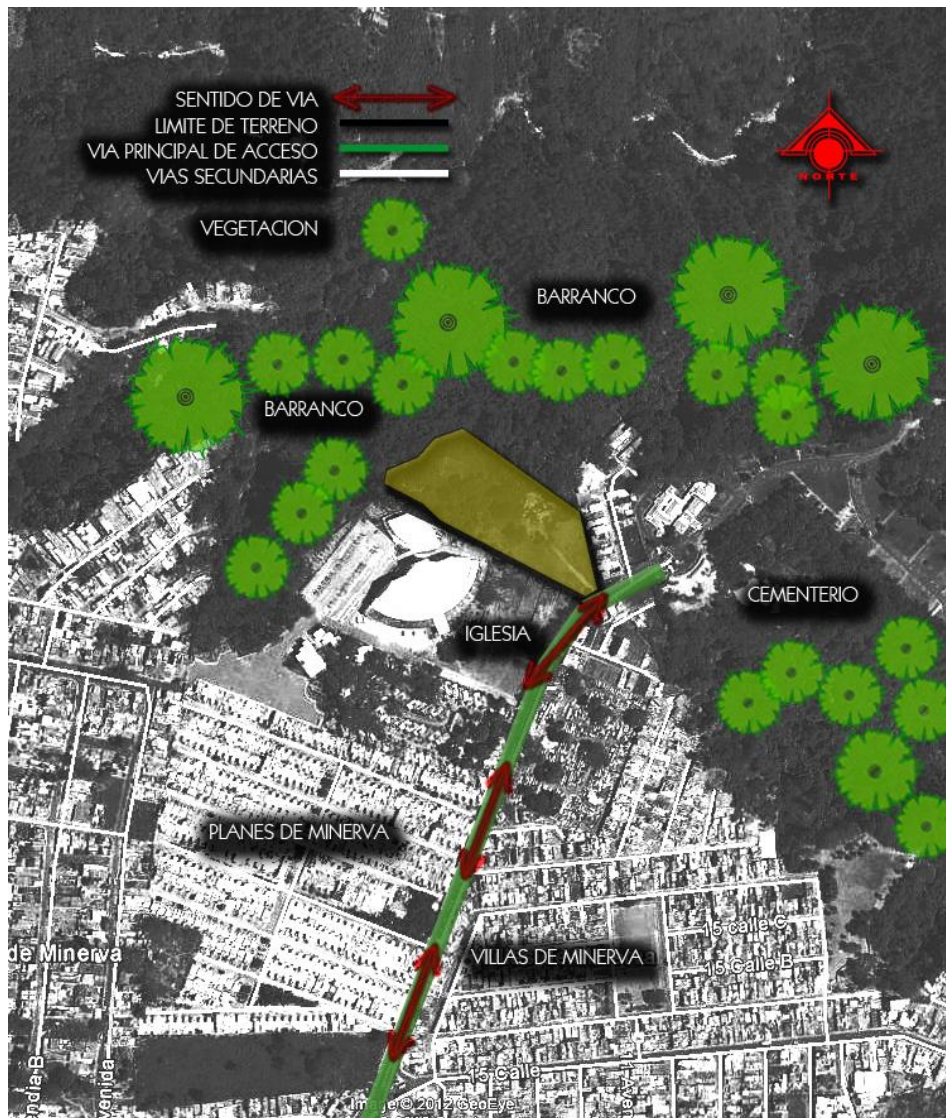 SENTIDO DE VIA
LIMITE DE TERRENO
VIA PRINCIPAL DE ACCESO
VIAS SECUNDARIAS
NORTE
VEGETACION
BARRANCO
BARRANCO
CEMENTERIO
IGLESIA
PLANES DE MINERVA
VILLAS DE MINERVA
15 calle C
de Minerva
15 Calle B
15 Calle
Image © 2012 GeoEye